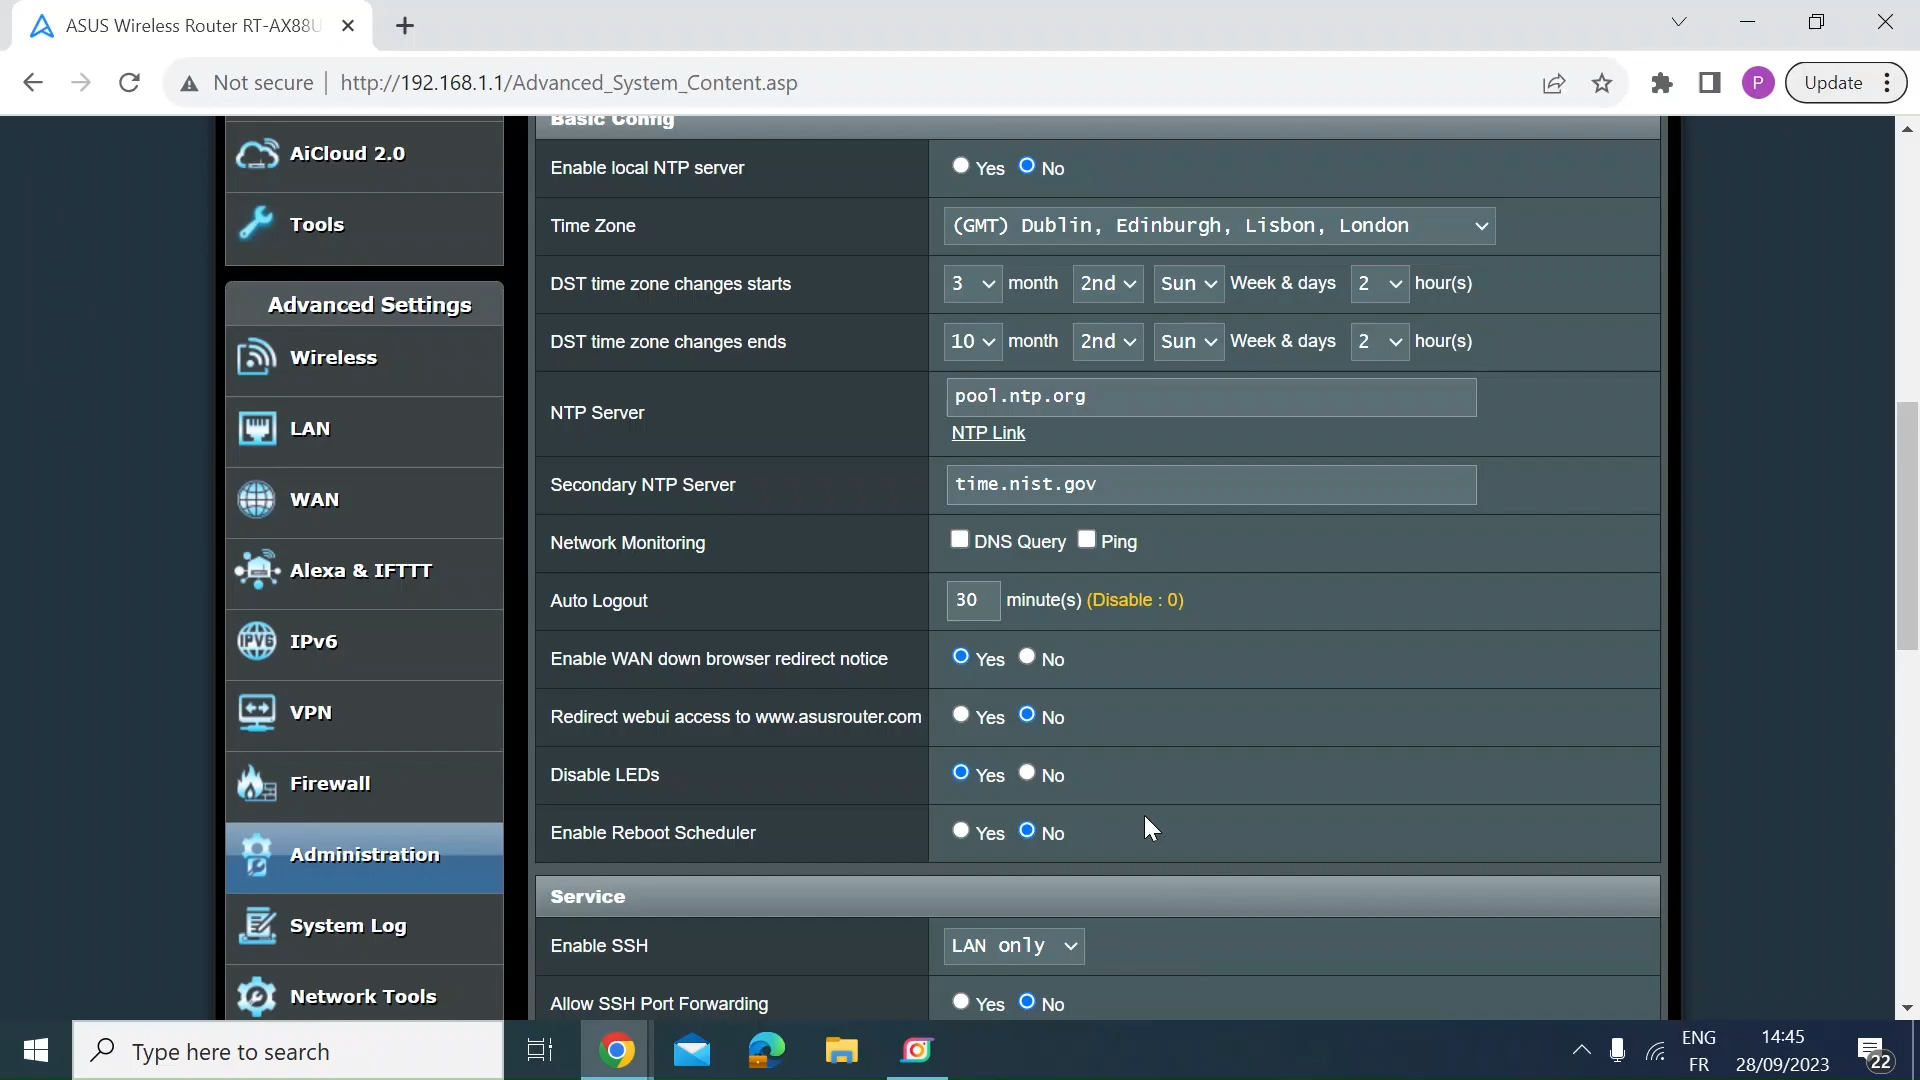 ASUS Wireless Router RT-AX88U
Not secure http://192.168.1.1/Advanced_System_Content.asp
P
Update
AiCloud 2.0
Tools
Advanced Settings
Wireless
LAN
WAN
Alexa & IFTTT
IPv6
VPN
Firewall
Administration
System Log
Network Tools
Basic Config
Enable local NTP server Yes No
Time Zone (GMT) Dublin, Edinburgh, Lisbon, London
DST time zone changes starts 3 month 2nd Sun Week & days 2 hour(s)
DST time zone changes ends 10 month 2nd Sun Week & days 2 hour(s)
NTP Server pool.ntp.org
NTP Link
Secondary NTP Server time.nist.gov
Network Monitoring DNS Query Ping
Auto Logout 30 minute(s) (Disable : 0)
Enable WAN down browser redirect notice Yes No
Redirect webui access to www.asusrouter.com Yes No
Disable LEDs Yes No
Enable Reboot Scheduler Yes No
Service
Enable SSH LAN only
Allow SSH Port Forwarding Yes No
Type here to search
ENG
FR
14:45
28/09/2023
22